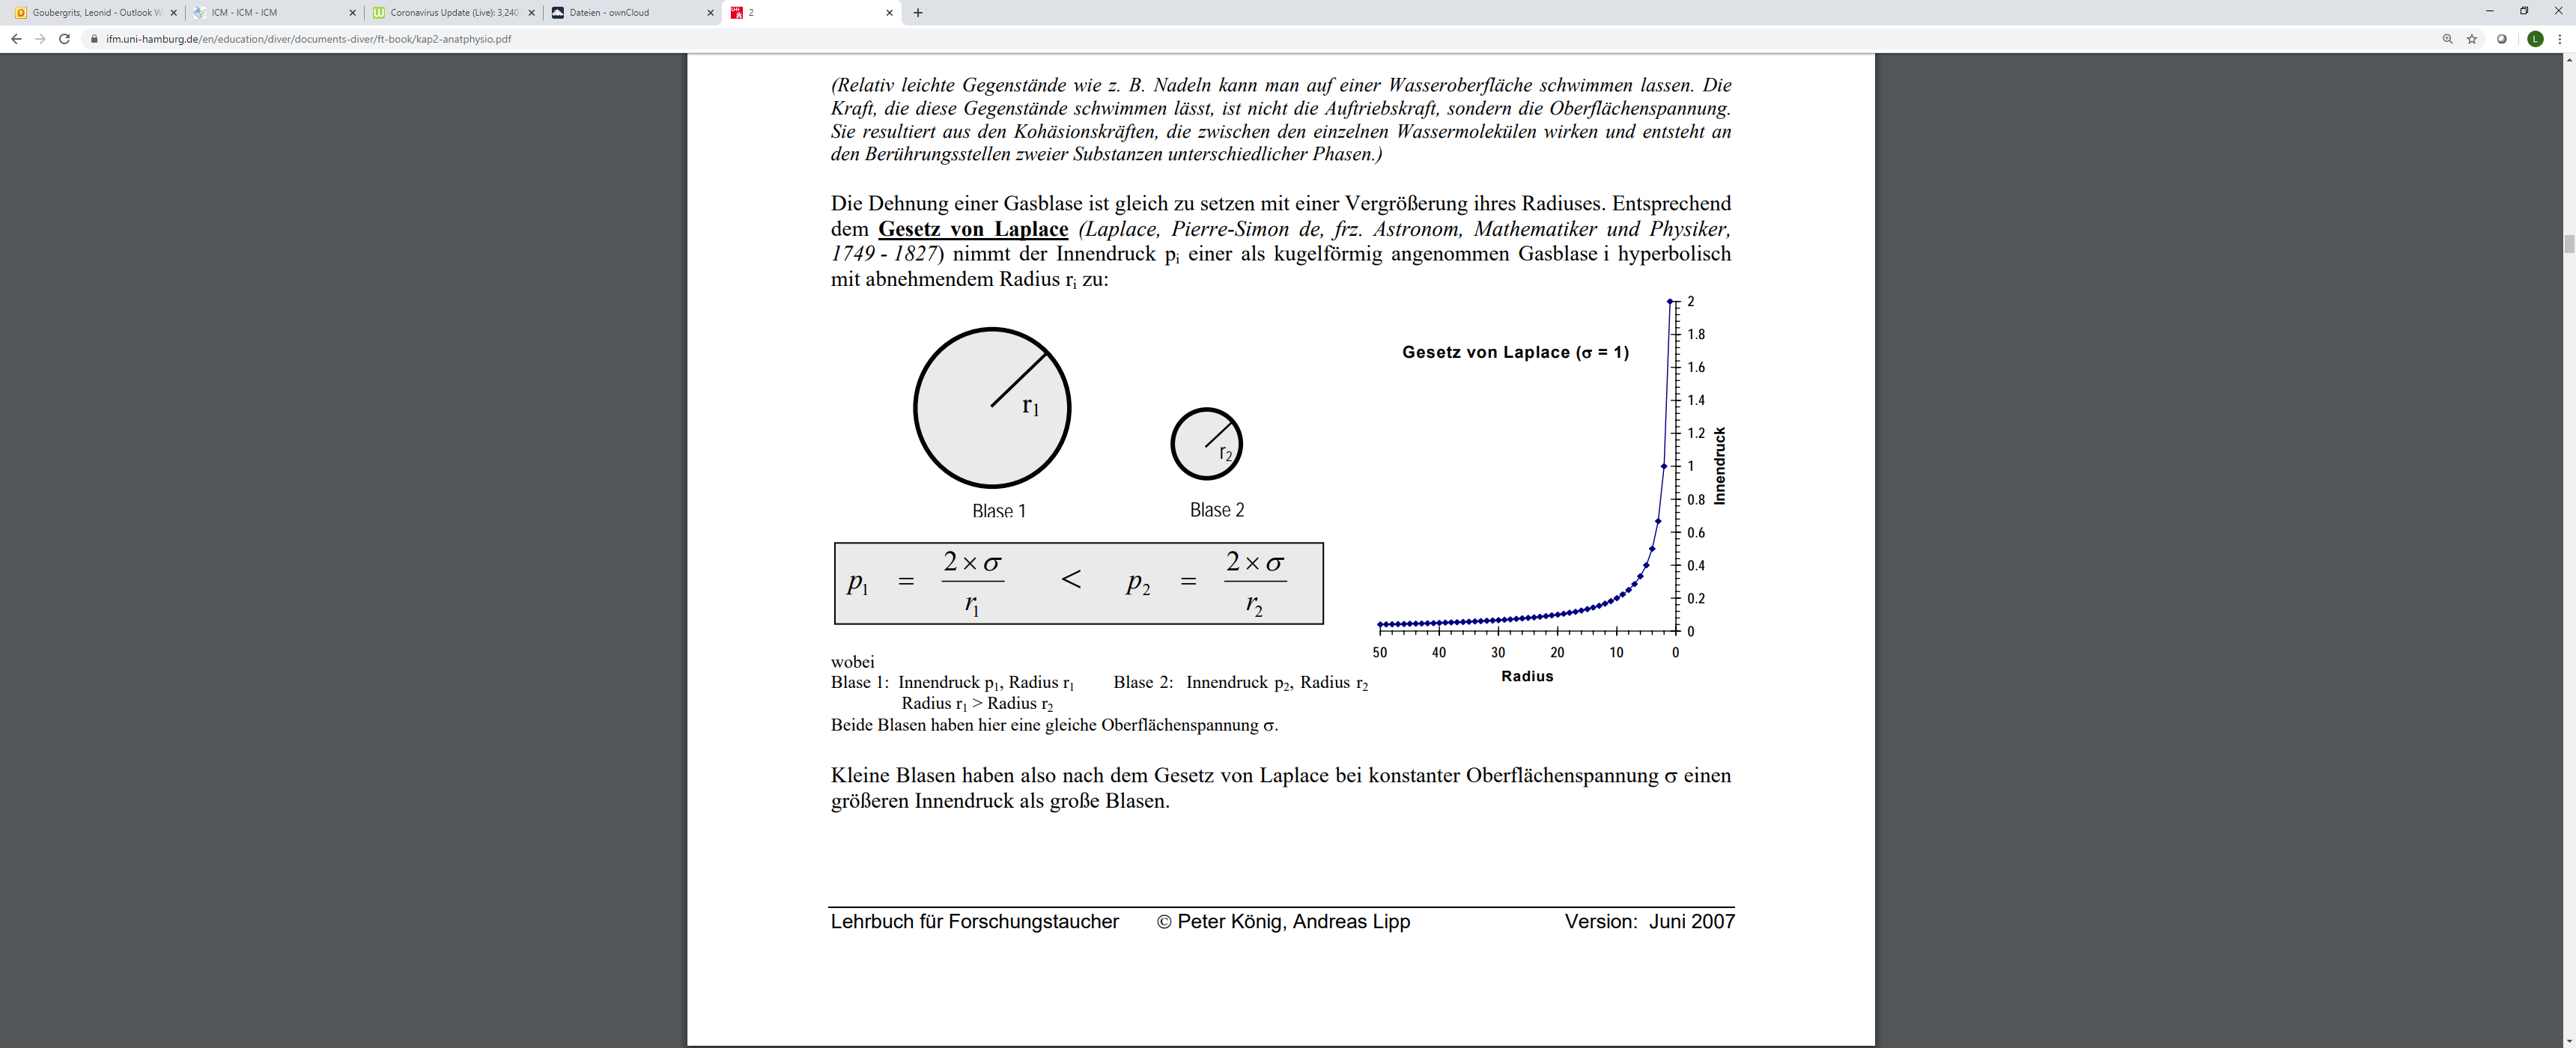 Goubergrits, Leonid - Outlook W
ICM - ICM - ICM
Coronavirus Update (Live): 3,240,
Dateien - ownCloud
2
ifm.uni-hamburg.de/en/education/diver/documents-diver/ft-book/kap2-anatphysio.pdf
L
(Relativ leichte Gegenstände wie z. B. Nadeln kann man auf einer Wasseroberfläche schwimmen lassen. Die
Kraft, die diese Gegenstände schwimmen lässt, ist nicht die Auftriebskraft, sondern die Oberflächenspannung.
Sie resultiert aus den Kohäsionskräften, die zwischen den einzelnen Wassermolekülen wirken und entsteht an
den Berührungsstellen zweier Substanzen unterschiedlicher Phasen.)
Die Dehnung einer Gasblase ist gleich zu setzen mit einer Vergrößerung ihres Radiuses. Entsprechend
dem Gesetz von Laplace (Laplace, Pierre-Simon de, frz. Astronom, Mathematiker und Physiker,
1749 - 1827) nimmt der Innendruck pi einer als kugelförmig angenommen Gasblase i hyperbolisch
mit abnehmendem Radius ri zu:
r1
Blase 1
r2
Blase 2
p1 = 2 × σ / r1 < p2 = 2 × σ / r2
Gesetz von Laplace (σ = 1)
2
1.8
1.6
1.4
1.2
1
0.8
0.6
0.4
0.2
0
Innendruck
50 40 30 20 10 0
Radius
wobei
Blase 1: Innendruck p1, Radius r1 Blase 2: Innendruck p2, Radius r2
Radius r1 > Radius r2
Beide Blasen haben hier eine gleiche Oberflächenspannung σ.
Kleine Blasen haben also nach dem Gesetz von Laplace bei konstanter Oberflächenspannung σ einen
größeren Innendruck als große Blasen.
Lehrbuch für Forschungstaucher © Peter König, Andreas Lipp Version: Juni 2007